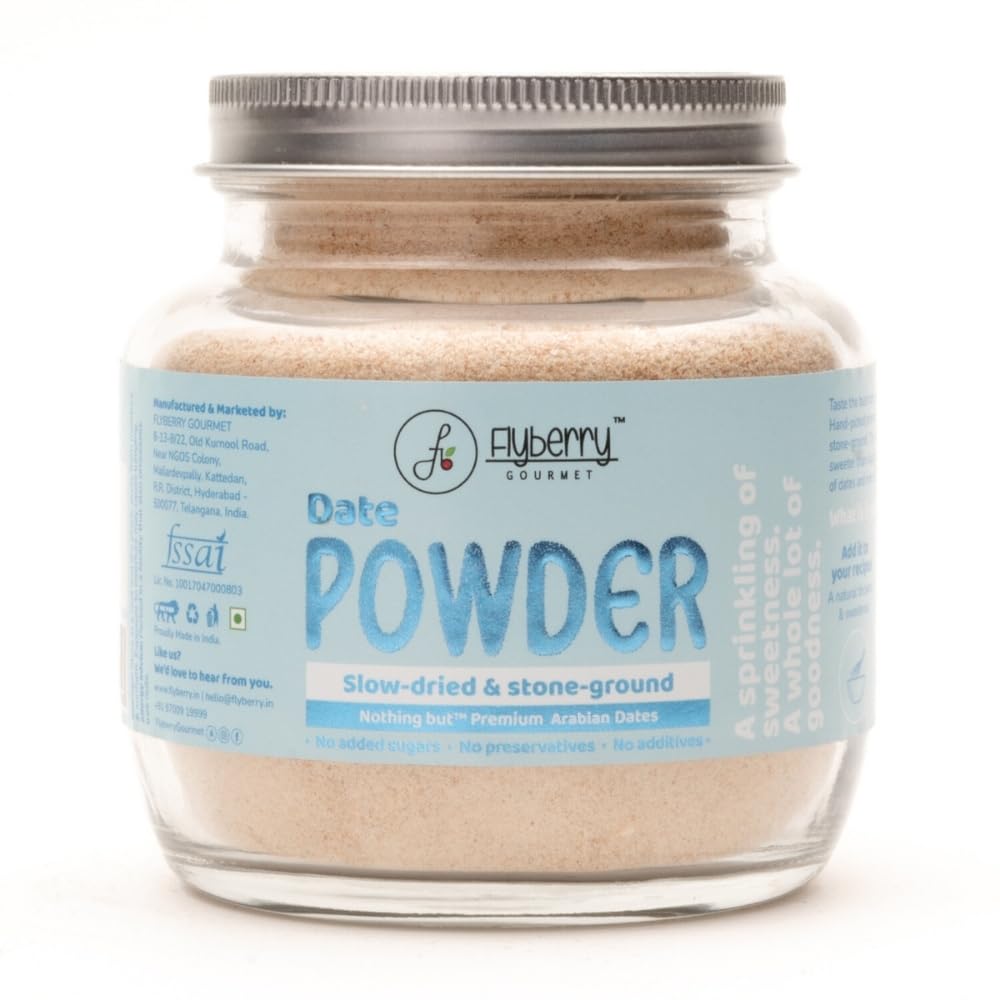 Manufactured & Marketed by:
FLYBERRY GOURMET
8-13-8/22, Old Kurnool Road,
Near NGOS Colony,
Mailardevpally, Kattedan,
R.R. District, Hyderabad -
500077, Telangana, India.
fssai
Lic. No. 10017047000803
Proudly Made in India.
Like us?
We'd love to hear from you.
www.flyberry.in | hello@flyberry.in
+91 97009 19999
FlyberryGourmet
Flyberry™
GOURMET
Date
POWDER
Slow-dried & stone-ground
Nothing but™ Premium Arabian Dates
• No added sugars • No preservatives • No additives •
A sprinkling of
sweetness.
A whole lot of
goodness.
Taste the
Hand-picked
stone-ground
sweeter
of dates
What
Add it to
your
A natural
&